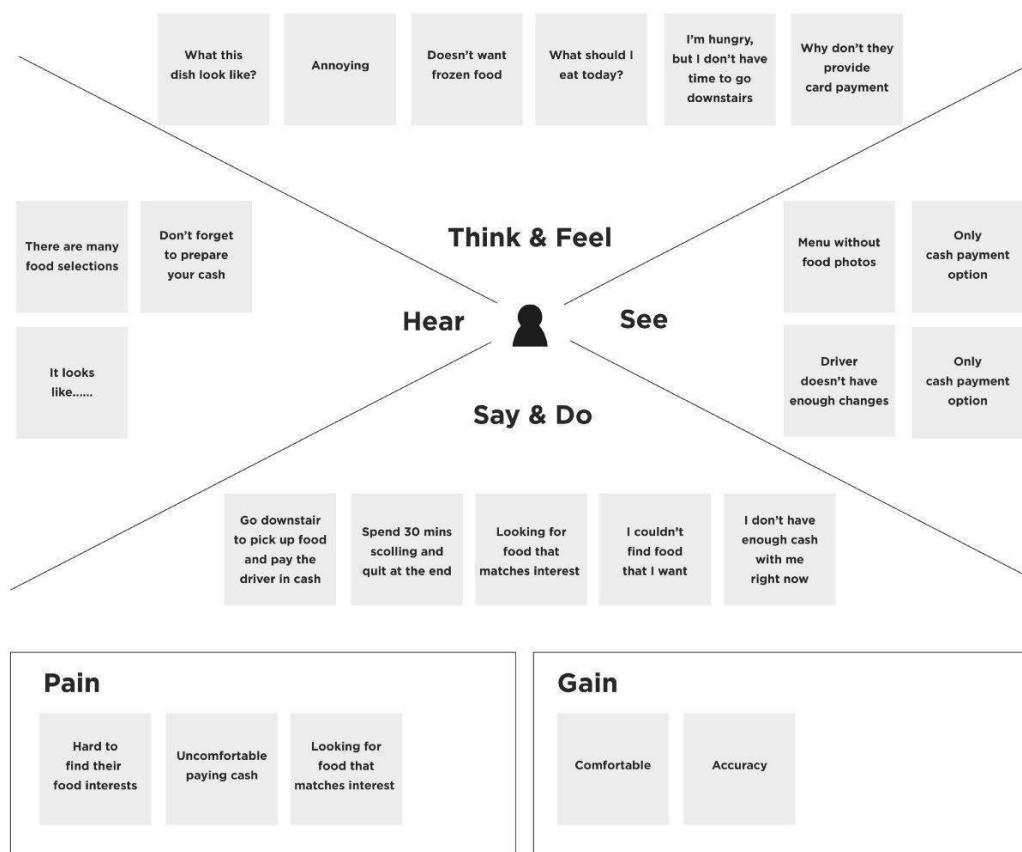 What this
dish look like?
Annoying
Doesn't want
frozen food
What should I
eat today?
I'm hungry,
but I don't have
time to go
downstairs
Why don't they
provide
card payment
Think & Feel
There are many
food selections
Don't forget
to prepare
your cash
It looks
like......
Hear
See
Menu without
food photos
Only
cash payment
option
Driver
doesn't have
enough changes
Only
cash payment
option
Say & Do
Go downstair
to pick up food
and pay the
driver in cash
Spend 30 mins
scolling and
quit at the end
Looking for
food that
matches interest
I couldn't
find food
that I want
I don't have
enough cash
with me
right now
Pain
Hard to
find their
food interests
Uncomfortable
paying cash
Looking for
food that
matches interest
Gain
Comfortable
Accuracy